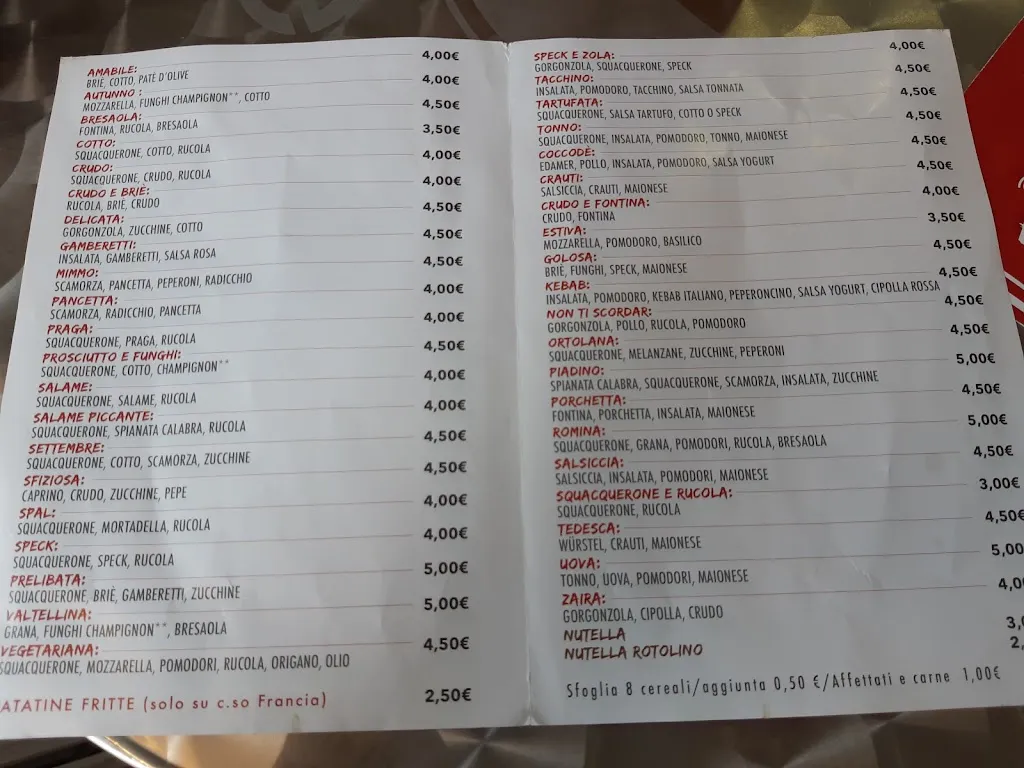 AMABILE: 4,00€
BRIE, COTTO, PATÈ D'OLIVE
AUTUNNO : 4,00€
MOZZARELLA, FUNGHI CHAMPIGNON**, COTTO
BRESAOLA: 4,50€
FONTINA, RUCOLA, BRESAOLA
COTTO: 3,50€
SQUACQUERONE, COTTO, RUCOLA
CRUDO: 4,00€
SQUACQUERONE, CRUDO, RUCOLA
CRUDO E BRIÈ: 4,00€
RUCOLA, BRIÈ, CRUDO
DELICATA: 4,50€
GORGONZOLA, ZUCCHINE, COTTO
GAMBERETTI: 4,50€
INSALATA, GAMBERETTI, SALSA ROSA
MIMMO: 4,50€
SCAMORZA, PANCETTA, PEPERONI, RADICCHIO
PANCETTA: 4,00€
SCAMORZA, RADICCHIO, PANCETTA
PRAGA: 4,00€
SQUACQUERONE, PRAGA, RUCOLA
PROSCIUTTO E FUNGHI: 4,50€
SQUACQUERONE, COTTO, CHAMPIGNON**
SALAME: 4,00€
SQUACQUERONE, SALAME, RUCOLA
SALAME PICCANTE: 4,00€
SQUACQUERONE, SPIANATA CALABRA, RUCOLA
SETTEMBRE: 4,50€
SQUACQUERONE, COTTO, SCAMORZA, ZUCCHINE
SFIZIOSA: 4,50€
CAPRINO, CRUDO, ZUCCHINE, PEPE
SPAL: 4,00€
SQUACQUERONE, MORTADELLA, RUCOLA
SPECK: 4,00€
SQUACQUERONE, SPECK, RUCOLA
PRELIBATA: 5,00€
SQUACQUERONE, BRIÈ, GAMBERETTI, ZUCCHINE
VALTELLINA: 5,00€
GRANA, FUNGHI CHAMPIGNON**, BRESAOLA
VEGETARIANA: 4,50€
SQUACQUERONE, MOZZARELLA, POMODORI, RUCOLA, ORIGANO, OLIO
ATATINE FRITTE (solo su c.so Francia) 2,50€
SPECK E ZOLA: 4,00€
GORGONZOLA, SQUACQUERONE, SPECK
TACCHINO: 4,50€
INSALATA, POMODORO, TACCHINO, SALSA TONNATA
TARTUFATA: 4,50€
SQUACQUERONE, SALSA TARTUFO, COTTO O SPECK
TONNO: 4,50€
SQUACQUERONE, INSALATA, POMODORO, TONNO, MAIONESE
COCCODÈ: 4,50€
EDAMER, POLLO, INSALATA, POMODORO, SALSA YOGURT
CRAUTI: 4,50€
SALSICCIA, CRAUTI, MAIONESE
CRUDO E FONTINA: 4,00€
CRUDO, FONTINA
ESTIVA: 3,50€
MOZZARELLA, POMODORO, BASILICO
GOLOSA: 4,50€
BRIÈ, FUNGHI, SPECK, MAIONESE
KEBAB: 4,50€
INSALATA, POMODORO, KEBAB ITALIANO, PEPERONCINO, SALSA YOGURT, CIPOLLA ROSSA
NON TI SCORDAR: 4,50€
GORGONZOLA, POLLO, RUCOLA, POMODORO
ORTOLANA: 4,50€
SQUACQUERONE, MELANZANE, ZUCCHINE, PEPERONI
PIADINO: 5,00€
SPIANATA CALABRA, SQUACQUERONE, SCAMORZA, INSALATA, ZUCCHINE
PORCHETTA: 4,50€
FONTINA, PORCHETTA, INSALATA, MAIONESE
ROMINA: 5,00€
SQUACQUERONE, GRANA, POMODORI, RUCOLA, BRESAOLA
SALSICCIA: 4,50€
SALSICCIA, INSALATA, POMODORI, MAIONESE
SQUACQUERONE E RUCOLA: 3,00€
SQUACQUERONE, RUCOLA
TEDESCA: 4,50€
WÜRSTEL, CRAUTI, MAIONESE
UOVA: 5,00
TONNO, UOVA, POMODORI, MAIONESE
ZAIRA: 4,0
GORGONZOLA, CIPOLLA, CRUDO
NUTELLA 3,
NUTELLA ROTOLINO 2,
Sfoglia 8 cereali/aggiunta 0,50 €/Affettati e carne 1,00€